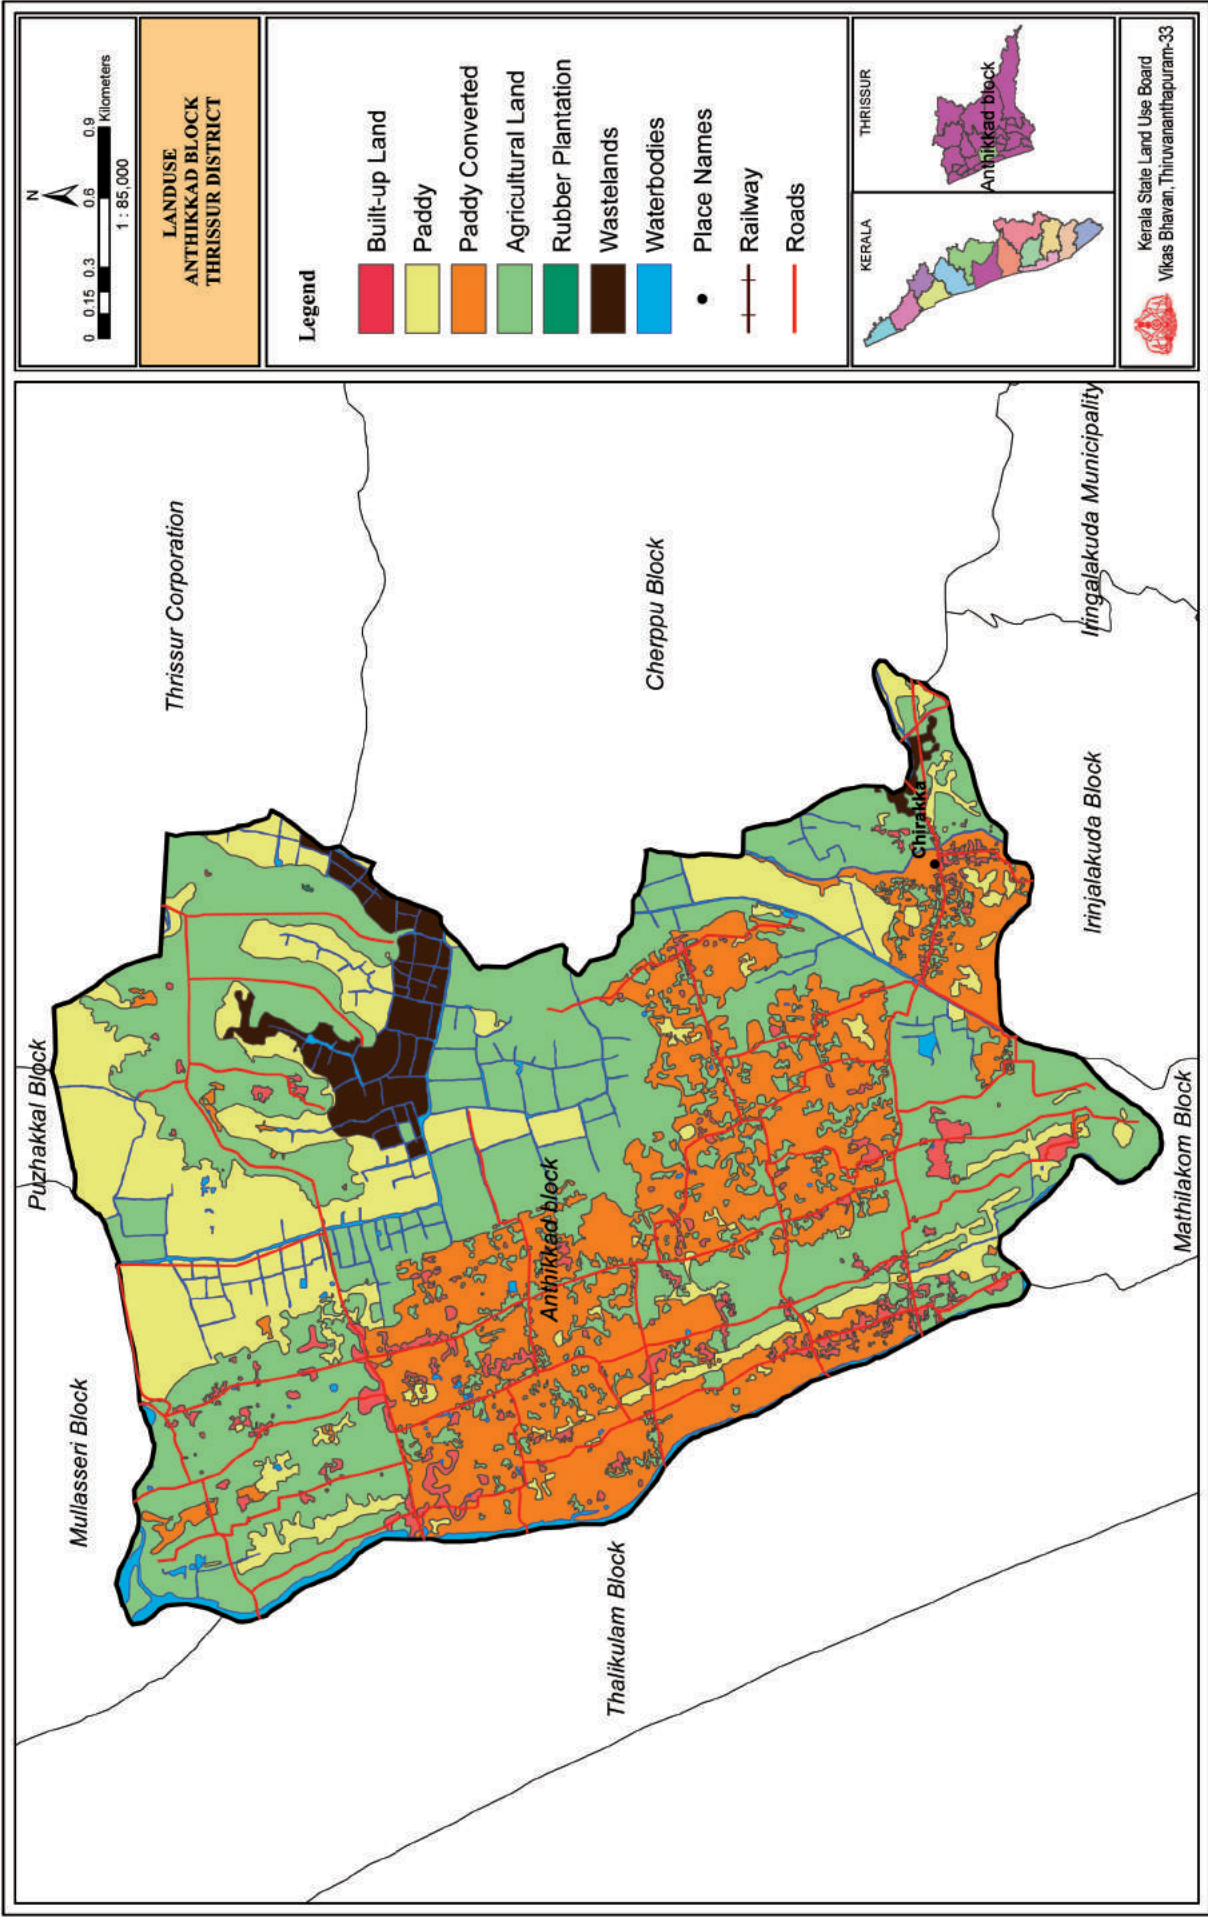 N
0 0.15 0.3 0.6 0.9
Kilometers
1 : 85,000
LANDUSE
ANTHIKKAD BLOCK
THRISSUR DISTRICT
Legend
Built-up Land
Paddy
Paddy Converted
Agricultural Land
Rubber Plantation
Wastelands
Waterbodies
Place Names
Railway
Roads
KERALA
THRISSUR
Anthikkad block
Kerala State Land Use Board
Vikas Bhavan,Thiruvananthapuram-33
Puzhakkal Block
Thrissur Corporation
Mullasseri Block
Cherppu Block
Anthikkad block
Thalikulam Block
Chirakka
Irinjalakuda Block
Iringalakuda Municipality
Mathilakom Block